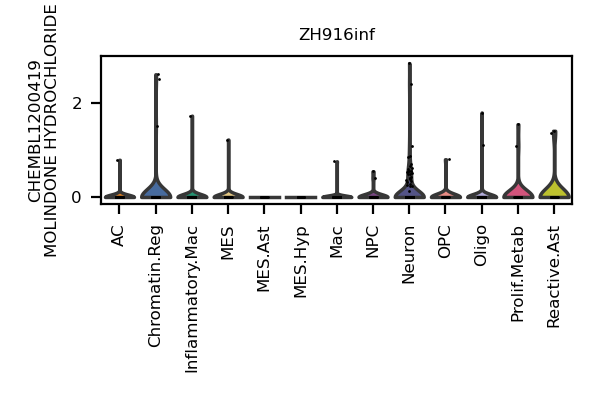 ZH916inf
CHEMBL1200419
MOLINDONE HYDROCHLORIDE
2
0
AC
Chromatin.Reg
Inflammatory.Mac
MES
MES.Ast
MES.Hyp
Mac
NPC
Neuron
OPC
Oligo
Prolif.Metab
Reactive.Ast